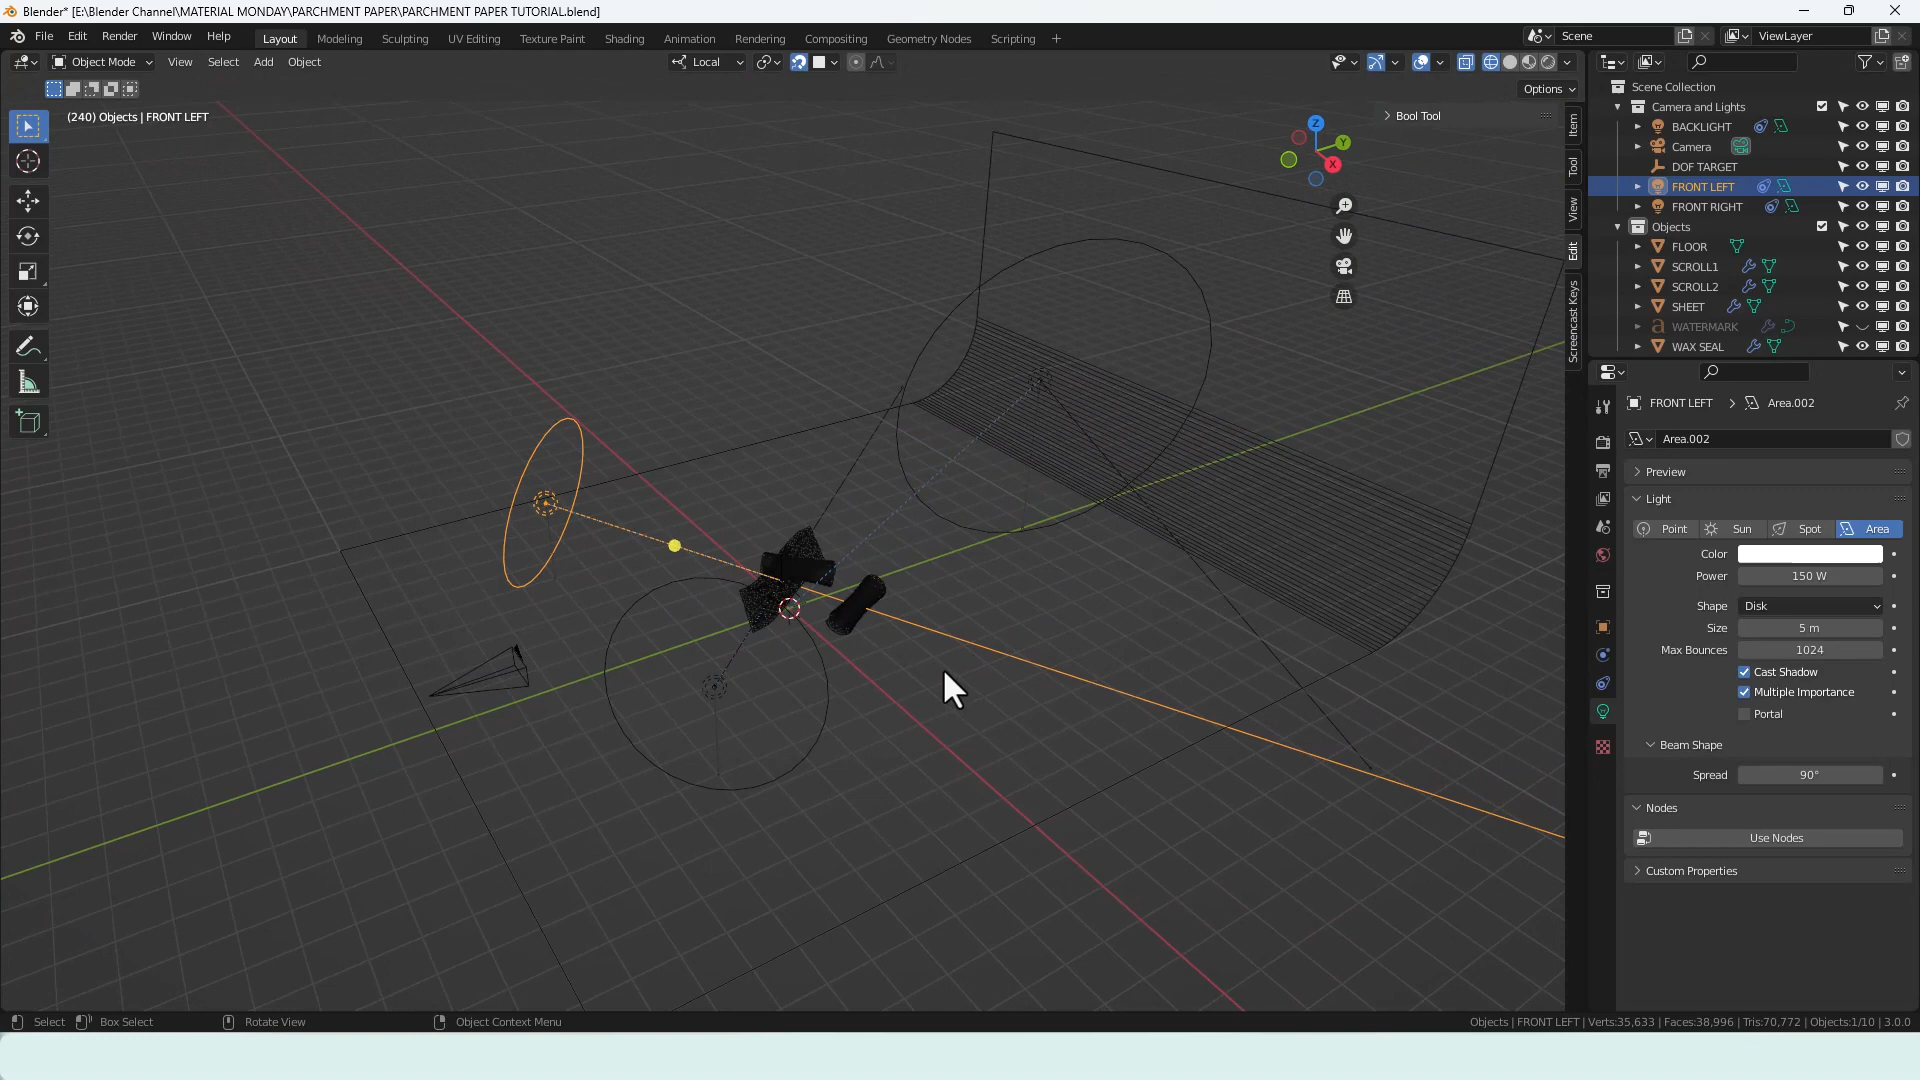 Blender* [E:\Blender Channel\MATERIAL MONDAY\PARCHMENT PAPER\PARCHMENT PAPER TUTORIAL.blend]
File Edit Render Window Help Layout Modeling Sculpting UV Editing Texture Paint Shading Animation Rendering Compositing Geometry Nodes Scripting + Scene ViewLayer
Object Mode View Select Add Object Local
Options
(240) Objects | FRONT LEFT
Bool Tool
Z
Y
X
Item
Tool
View
Edit
Screencast Keys
Scene Collection
Camera and Lights
BACKLIGHT
Camera
DOF TARGET
FRONT LEFT
FRONT RIGHT
Objects
FLOOR
SCROLL1
SCROLL2
SHEET
WATERMARK
WAX SEAL
FRONT LEFT > Area.002
Area.002
Preview
Light
Point Sun Spot Area
Color
Power 150 W
Shape Disk
Size 5 m
Max Bounces 1024
Cast Shadow
Multiple Importance
Portal
Beam Shape
Spread 90°
Nodes
Use Nodes
Custom Properties
Select Box Select Rotate View Object Context Menu
Objects | FRONT LEFT | Verts:35,633 | Faces:38,996 | Tris:70,772 | Objects:1/10 | 3.0.0